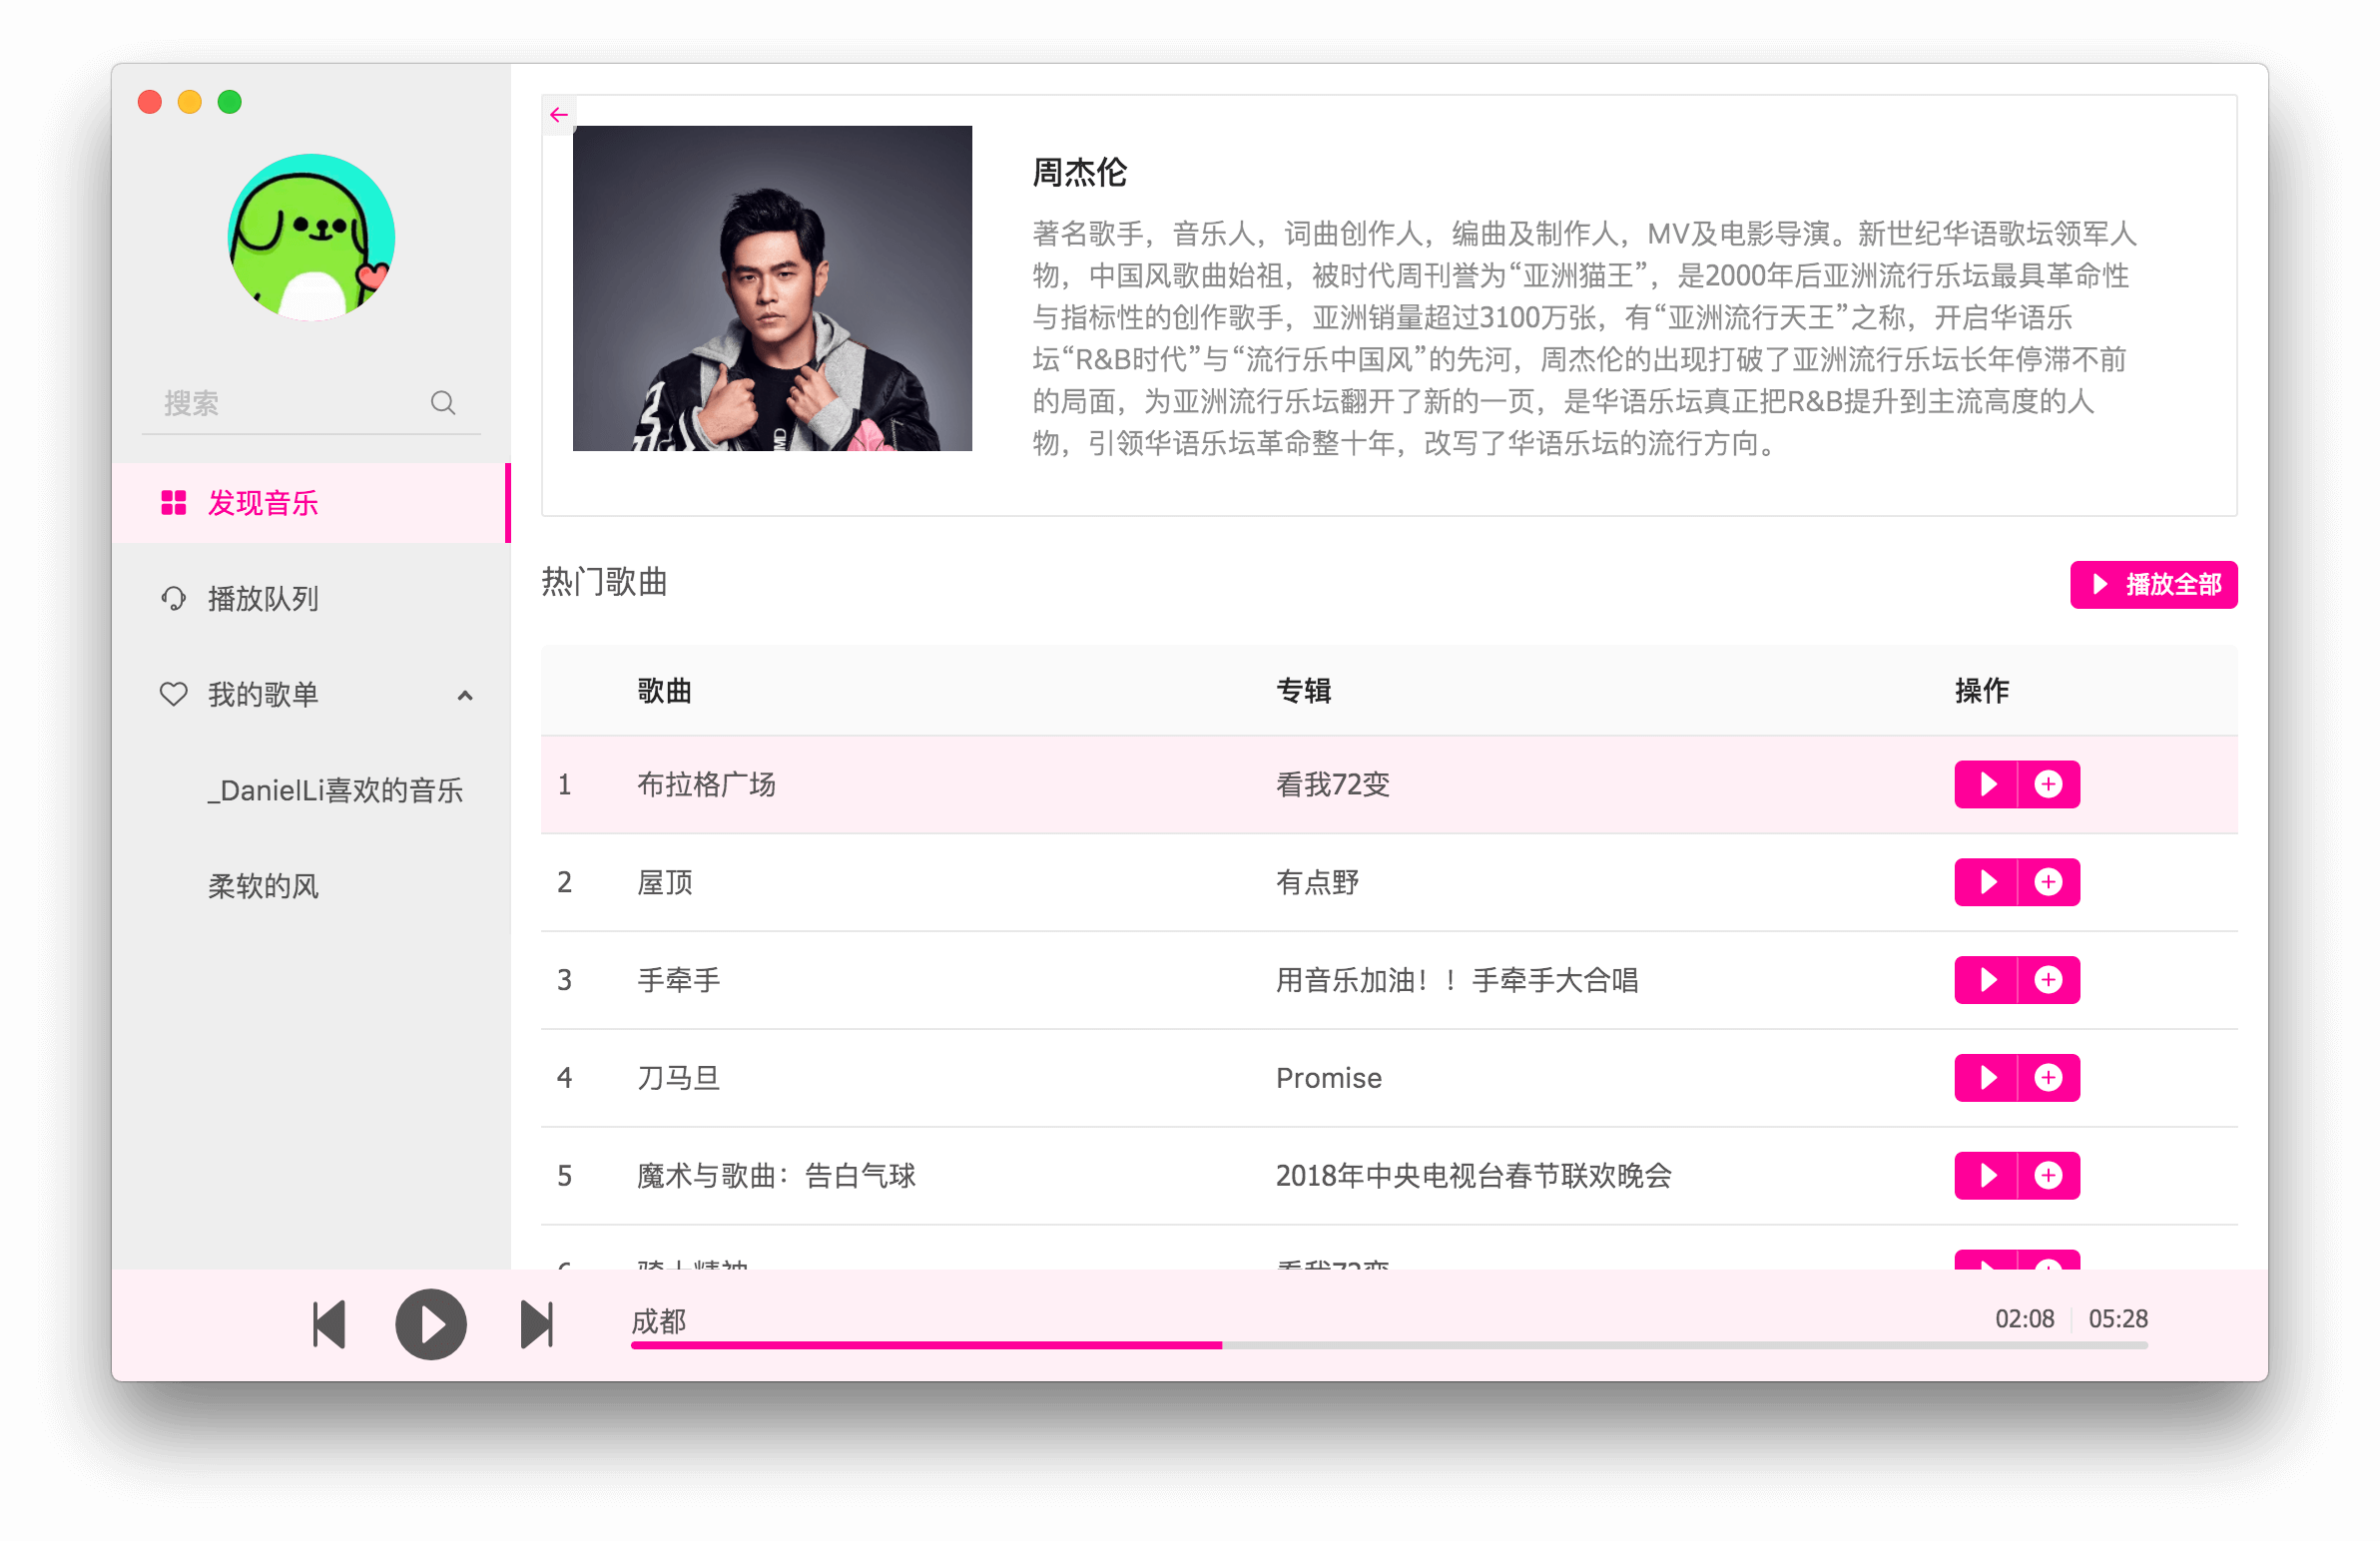 搜索
发现音乐
播放队列
我的歌单
_DanielLi喜欢的音乐
柔软的风
周杰伦
著名歌手，音乐人，词曲创作人，编曲及制作人，MV及电影导演。新世纪华语歌坛领军人
物，中国风歌曲始祖，被时代周刊誉为“亚洲猫王”，是2000年后亚洲流行乐坛最具革命性
与指标性的创作歌手，亚洲销量超过3100万张，有“亚洲流行天王”之称，开启华语乐
坛“R&B时代”与“流行乐中国风”的先河，周杰伦的出现打破了亚洲流行乐坛长年停滞不前
的局面，为亚洲流行乐坛翻开了新的一页，是华语乐坛真正把R&B提升到主流高度的人
物，引领华语乐坛革命整十年，改写了华语乐坛的流行方向。
热门歌曲 播放全部
歌曲 专辑 操作
1 布拉格广场 看我72变
2 屋顶 有点野
3 手牵手 用音乐加油！！手牵手大合唱
4 刀马旦 Promise
5 魔术与歌曲：告白气球 2018年中央电视台春节联欢晚会
6 骑士精神 看我72变
成都 02:08 05:28